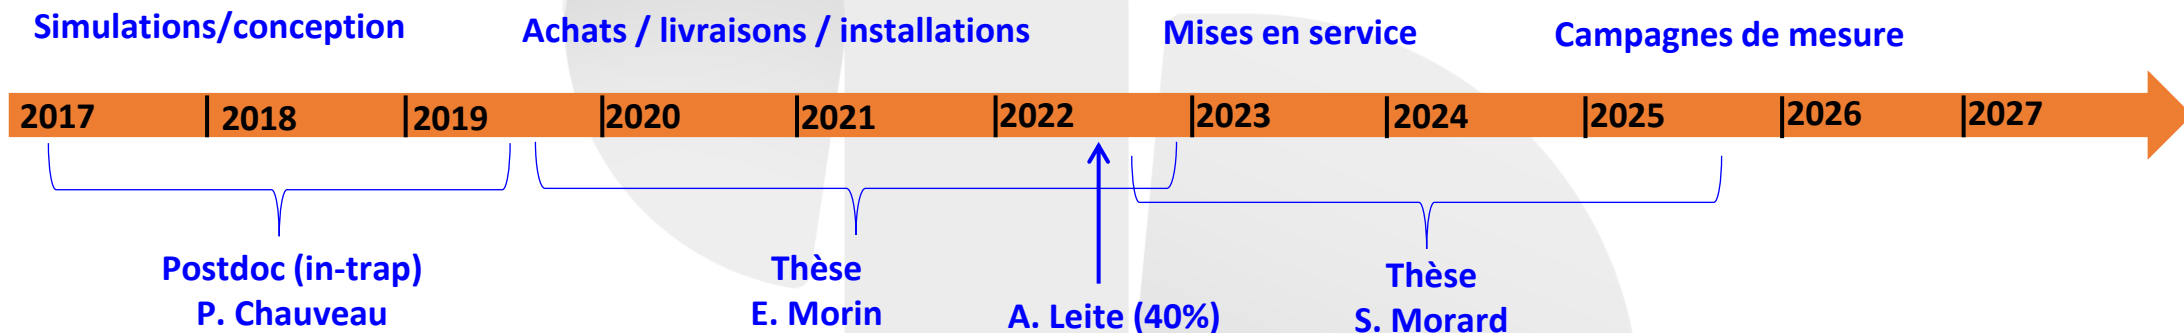 Simulations/conception
Achats / livraisons / installations
Mises en service
Campagnes de mesure
2017
2018
2019
2020
2021
2022
2023
2024
2025
2026
2027
Postdoc (in-trap)
P. Chauveau
Thèse
E. Morin
A. Leite (40%)
Thèse
S. Morard